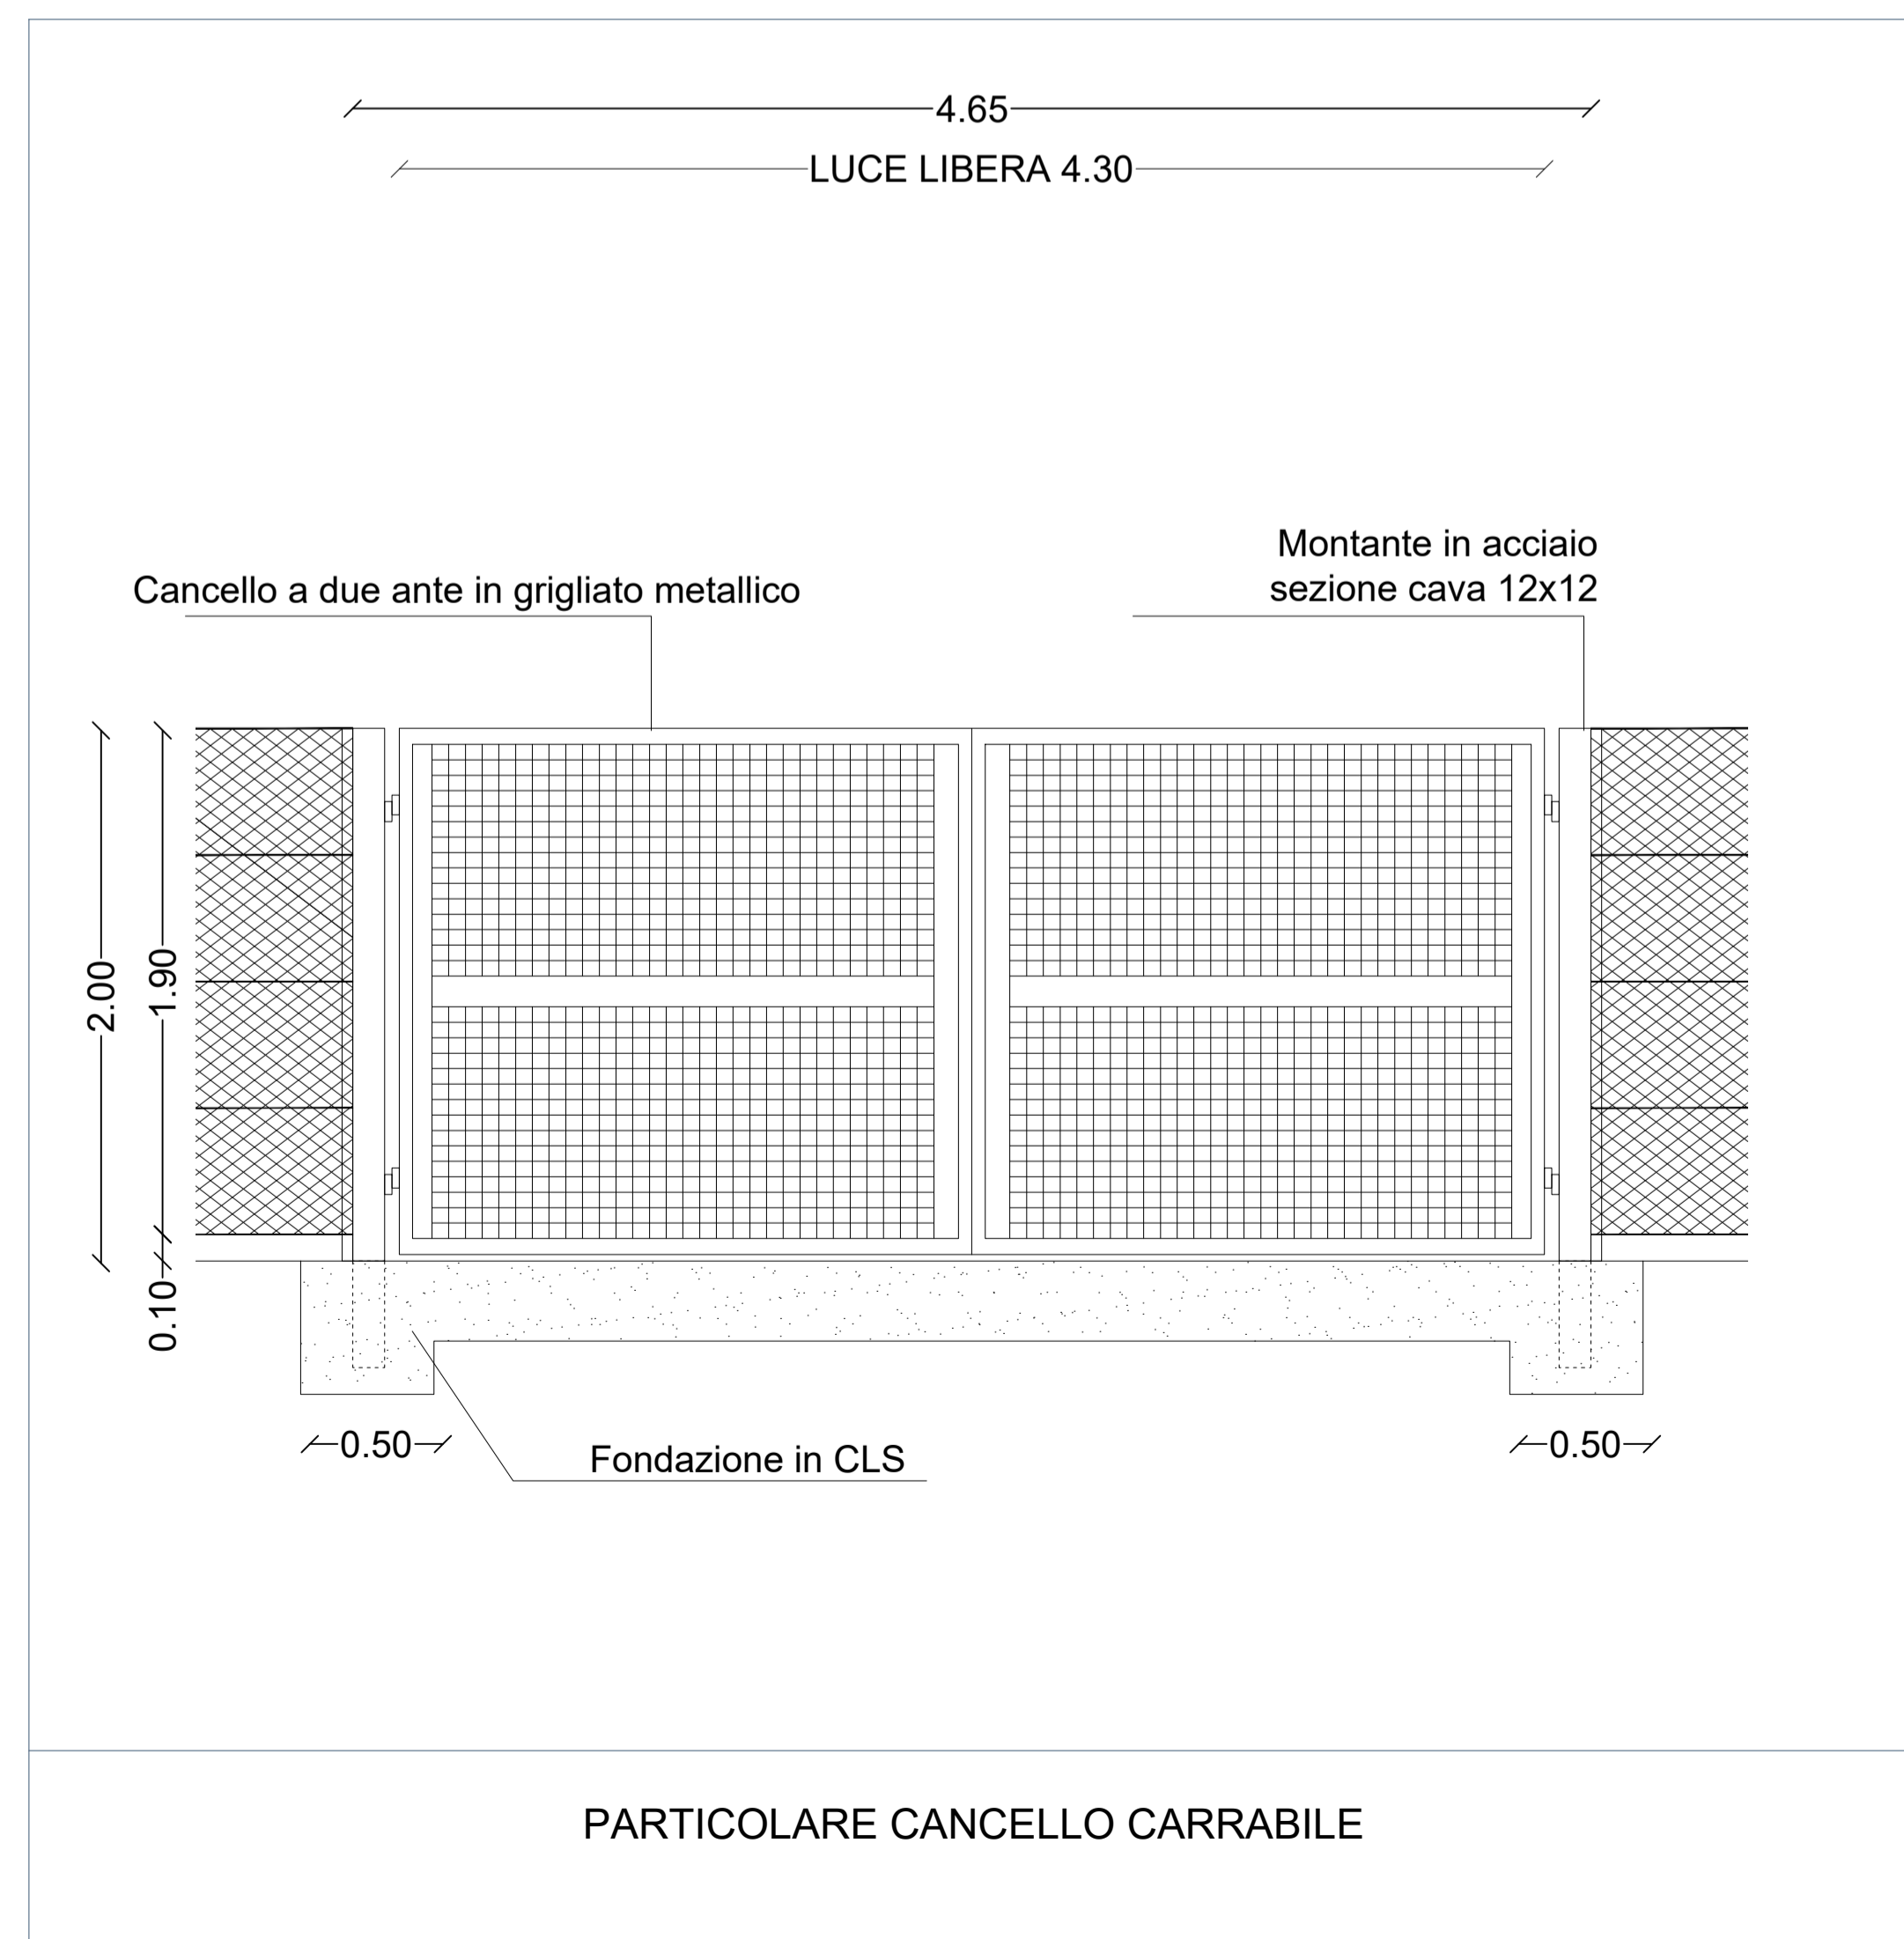 4.65
LUCE LIBERA 4.30
Montante in acciaio
sezione cava 12x12
Cancello a due ante in grigliato metallico
2.00
1.90
0.10
0.50
0.50
Fondazione in CLS
PARTICOLARE CANCELLO CARRABILE